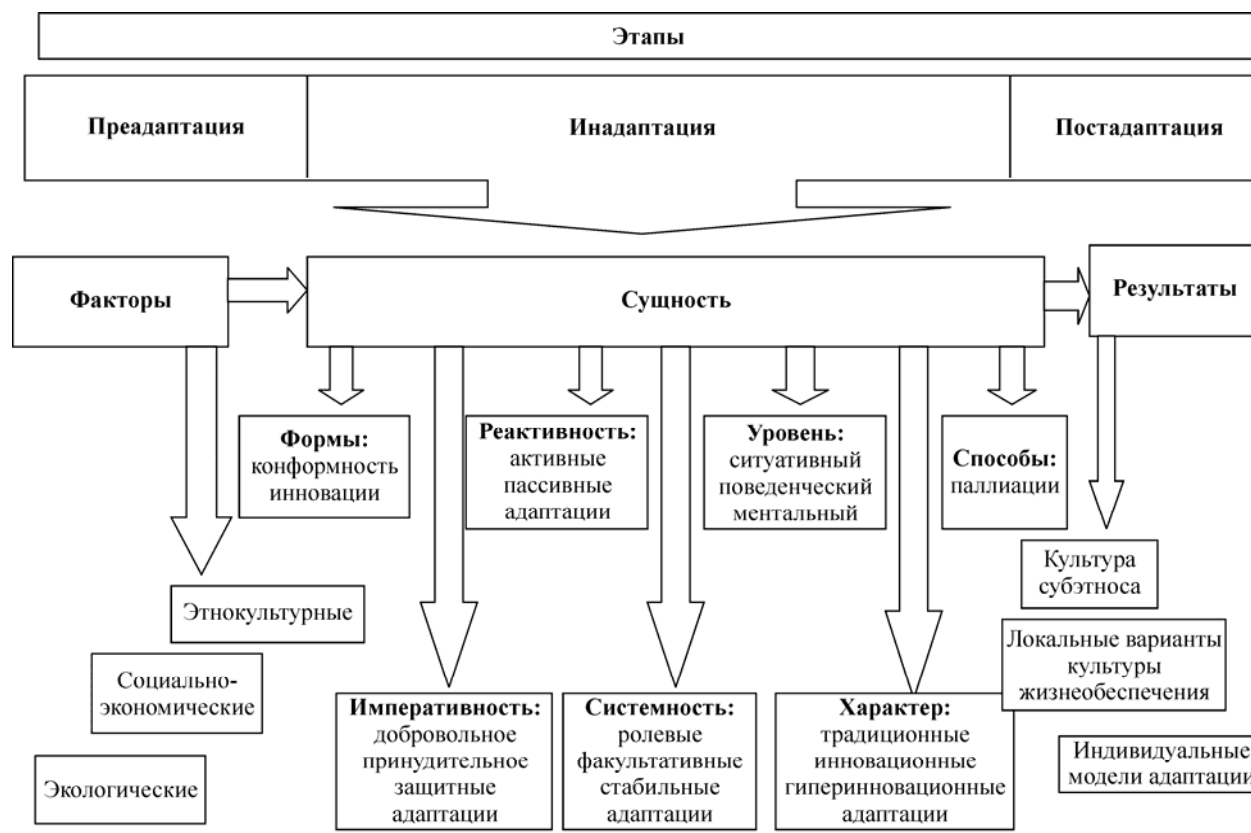 Этапы
Преадаптация
Инадаптация
Постадаптация
Факторы
Сущность
Результаты
Формы:
конформность
инновации
Реактивность:
активные
пассивные
адаптации
Уровень:
ситуативный
поведенческий
ментальный
Способы:
паллиации
Этнокультурные
Социально-
экономические
Экологические
Императивность:
добровольное
принудительное
защитные
адаптации
Системность:
ролевые
факультативные
стабильные
адаптации
Характер:
традиционные
инновационные
гиперинновационные
адаптации
Культура
субэтноса
Локальные варианты
культуры
жизнеобеспечения
Индивидуальные
модели адаптации